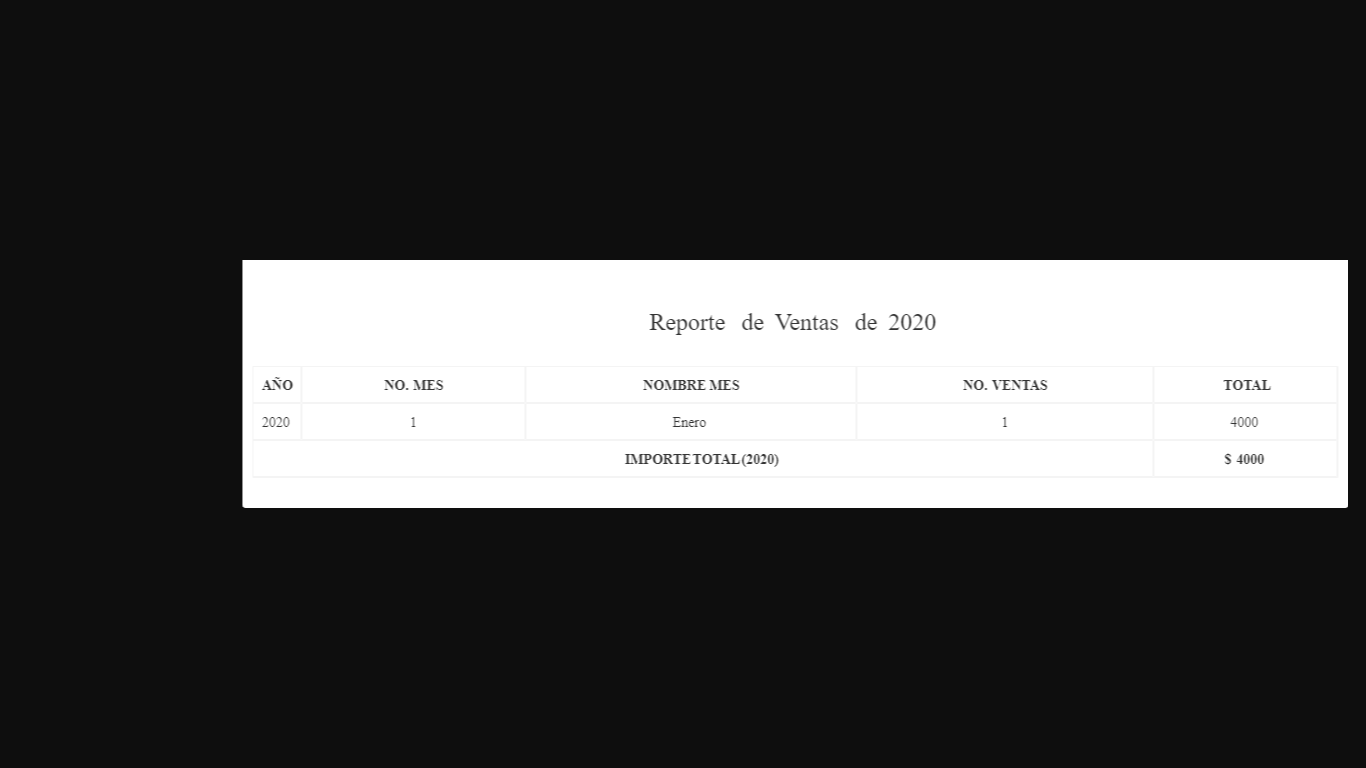 Reporte de Ventas de 2020
AÑO NO. MES NOMBRE MES NO. VENTAS TOTAL
2020 1 Enero 1 4000
IMPORTE TOTAL (2020) $ 4000